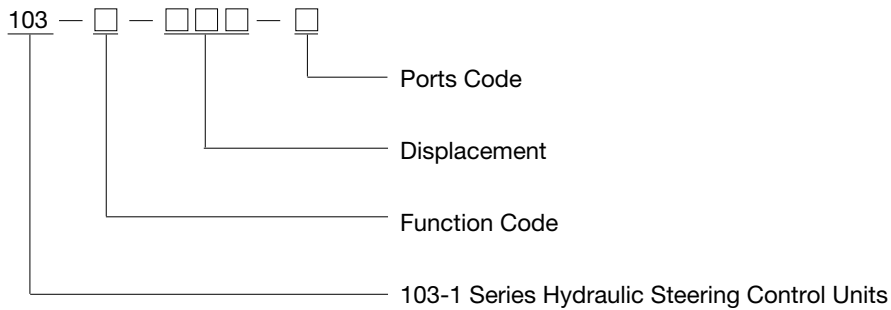 103 — □ — □□□ — □
Ports Code
Displacement
Function Code
103-1 Series Hydraulic Steering Control Units